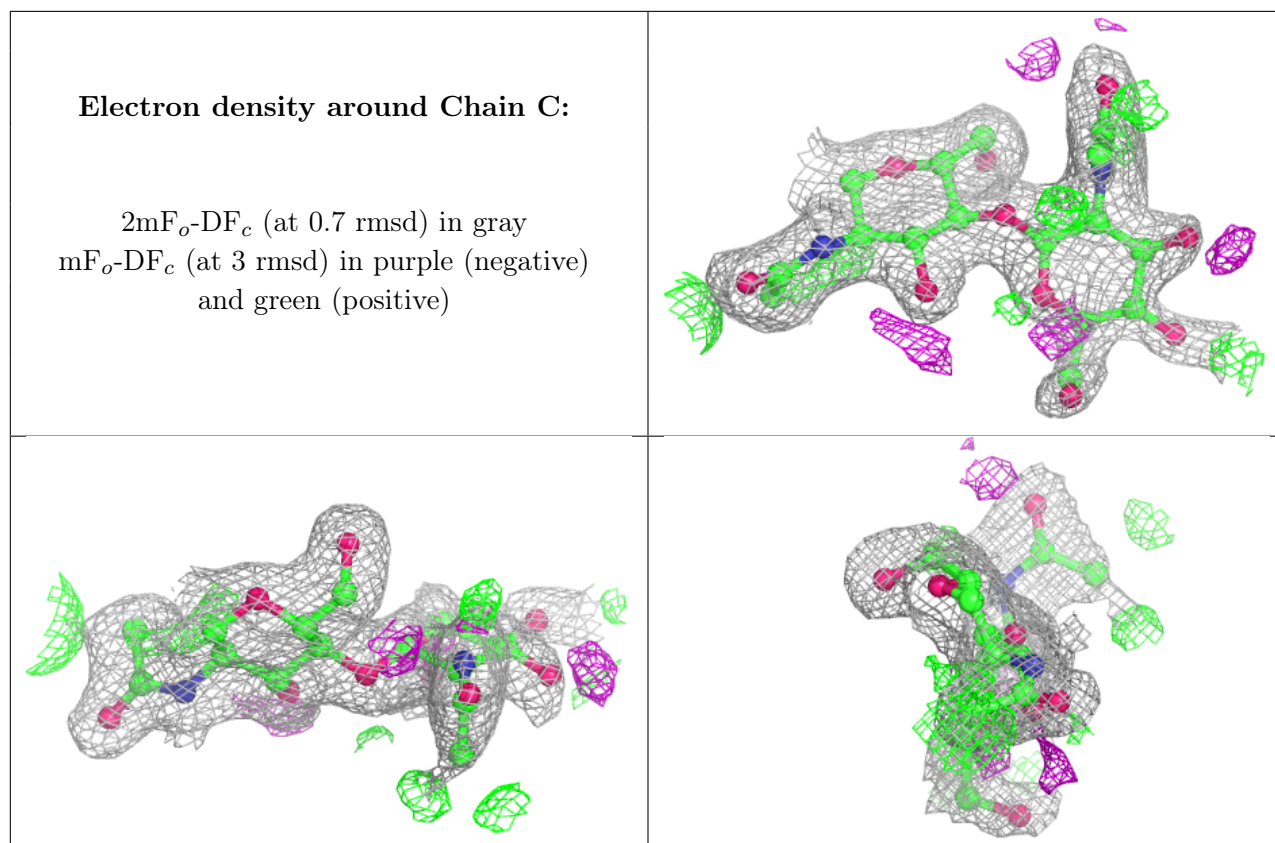 Electron density around Chain C:
2mFo-DFc (at 0.7 rmsd) in gray
mFo-DFc (at 3 rmsd) in purple (negative)
and green (positive)